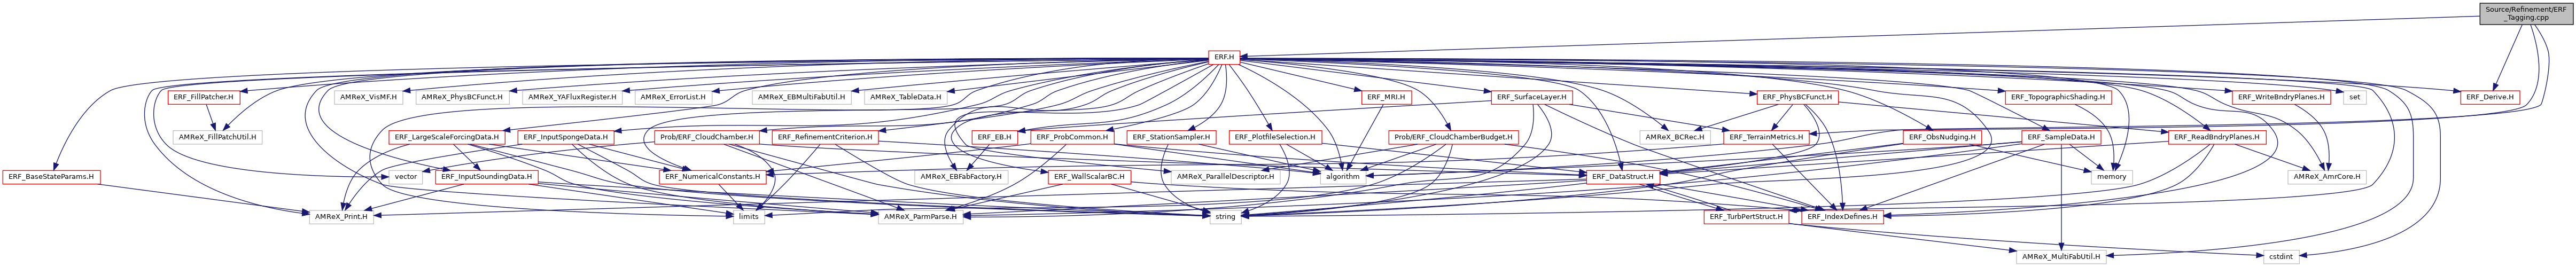 Source/Refinement/ERF
_Tagging.cpp
ERF.H
ERF_FillPatcher.H
AMReX_VisMF.H
AMReX_PhysBCFunct.H
AMReX_YAFluxRegister.H
AMReX_ErrorList.H
AMReX_EBMultiFabUtil.H
AMReX_TableData.H
ERF_MRI.H
ERF_SurfaceLayer.H
ERF_PhysBCFunct.H
ERF_TopographicShading.H
ERF_WriteBndryPlanes.H
set
ERF_Derive.H
AMReX_FillPatchUtil.H
ERF_LargeScaleForcingData.H
ERF_InputSpongeData.H
Prob/ERF_CloudChamber.H
ERF_RefinementCriterion.H
ERF_EB.H
ERF_ProbCommon.H
ERF_StationSampler.H
ERF_PlotfileSelection.H
Prob/ERF_CloudChamberBudget.H
AMReX_BCRec.H
ERF_TerrainMetrics.H
ERF_ObsNudging.H
ERF_SampleData.H
ERF_ReadBndryPlanes.H
ERF_BaseStateParams.H
vector
ERF_InputSoundingData.H
ERF_NumericalConstants.H
AMReX_EBFabFactory.H
ERF_WallScalarBC.H
AMReX_ParallelDescriptor.H
algorithm
ERF_DataStruct.H
memory
AMReX_AmrCore.H
AMReX_Print.H
limits
AMReX_ParmParse.H
string
ERF_TurbPertStruct.H
ERF_IndexDefines.H
AMReX_MultiFabUtil.H
cstdint